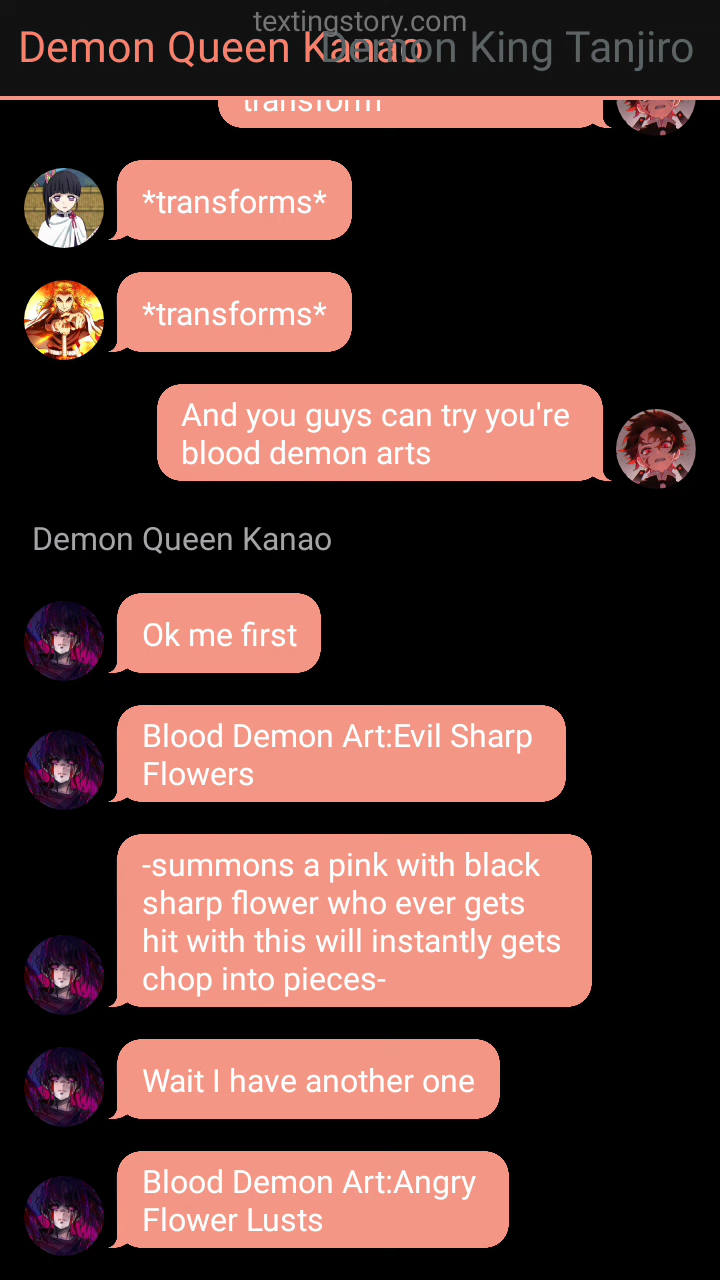 textingstory.com
Demon Queen Kanao
Demon King Tanjiro
transform
*transforms*
*transforms*
And you guys can try you're
blood demon arts
Demon Queen Kanao
Ok me first
Blood Demon Art:Evil Sharp
Flowers
-summons a pink with black
sharp flower who ever gets
hit with this will instantly gets
chop into pieces-
Wait I have another one
Blood Demon Art:Angry
Flower Lusts